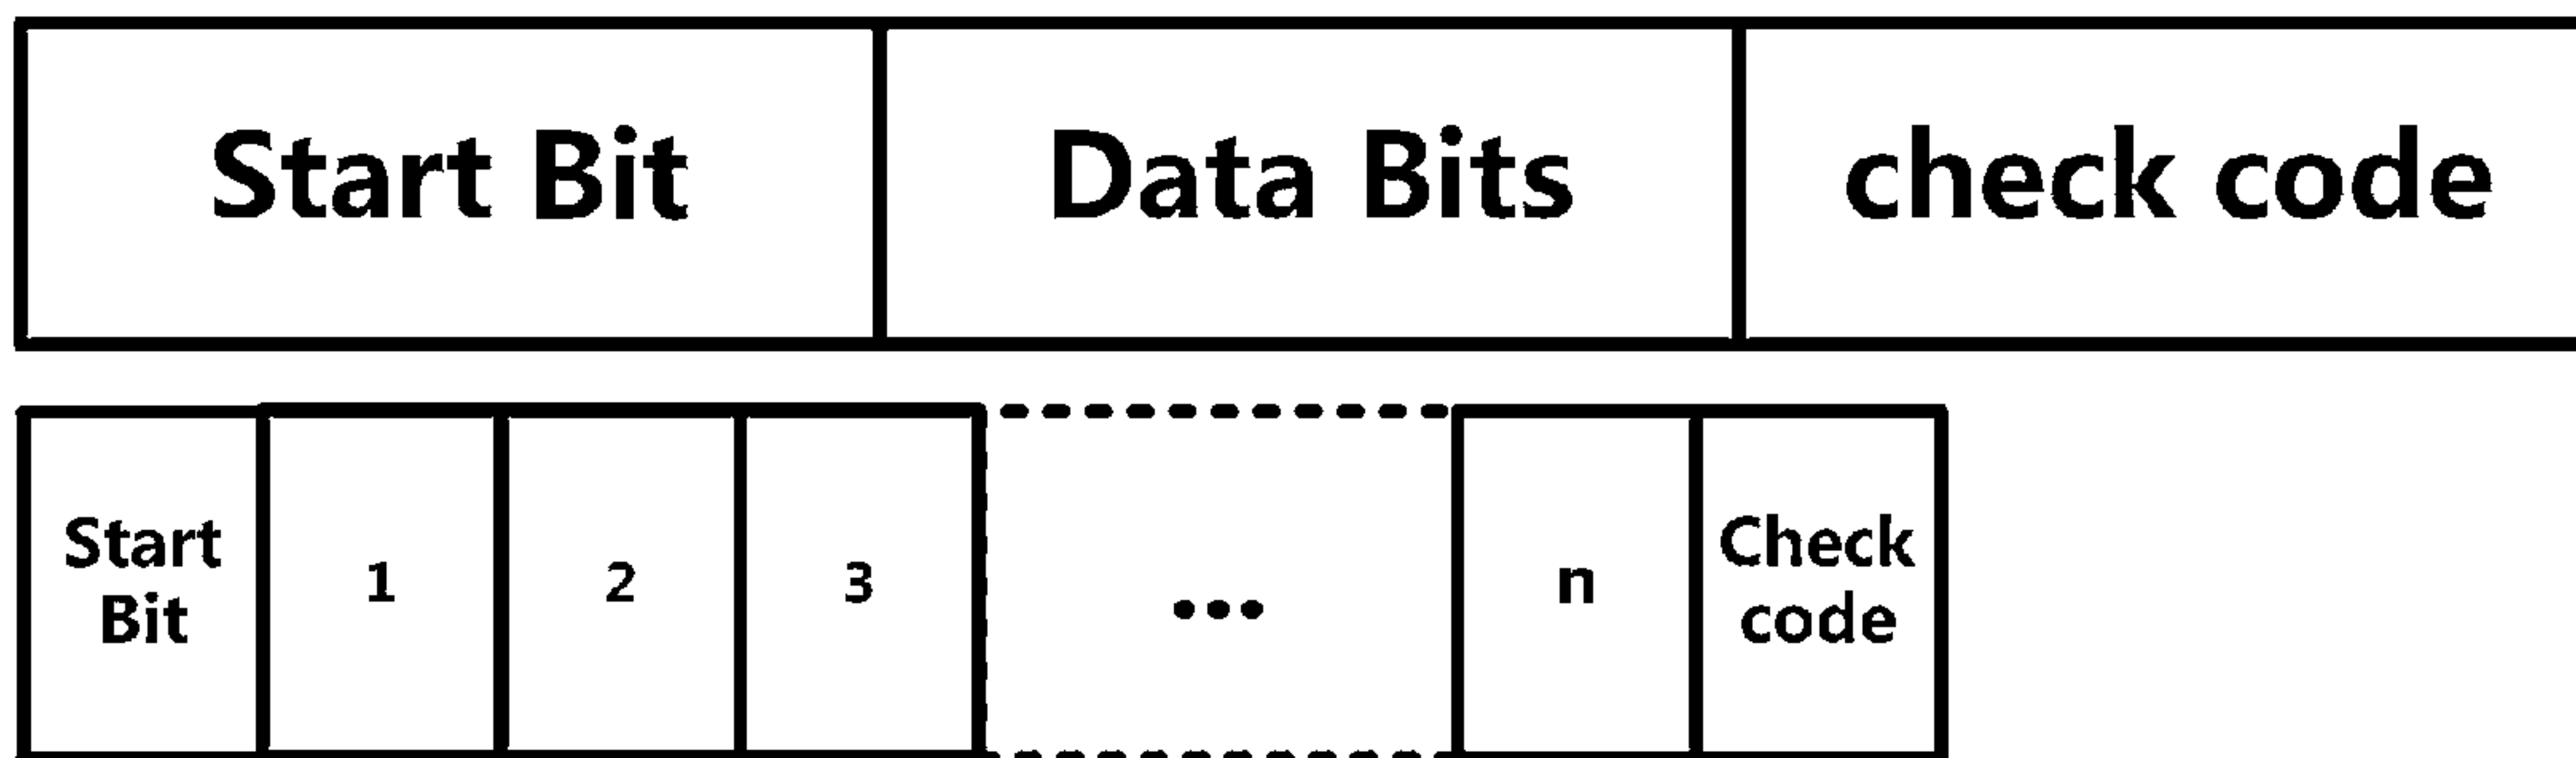 Start Bit Data Bits check code
Start Bit 1 2 3 ... n Check code